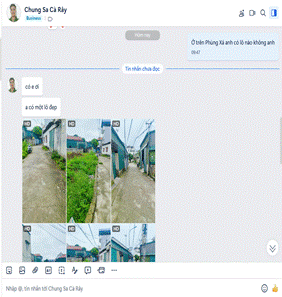 Chung Sa Cà Rây
Business
Ở trên Phùng Xá anh có lô nào không anh
09:47
Tin nhắn chưa đọc
có e ơi
a có một lô đẹp
HD
HD
HD
HD
HD
HD
Nhập @, tin nhắn tới Chung Sa Cà Rây